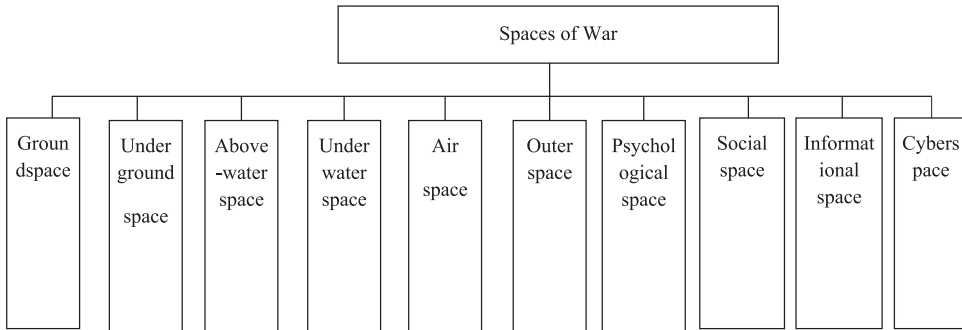 Spaces of War
Groun
dspace
Under
ground
space
Above
-water
space
Under
water
space
Air
space
Outer
space
Psychol
ogical
space
Social
space
Informat
ional
space
Cybers
pace